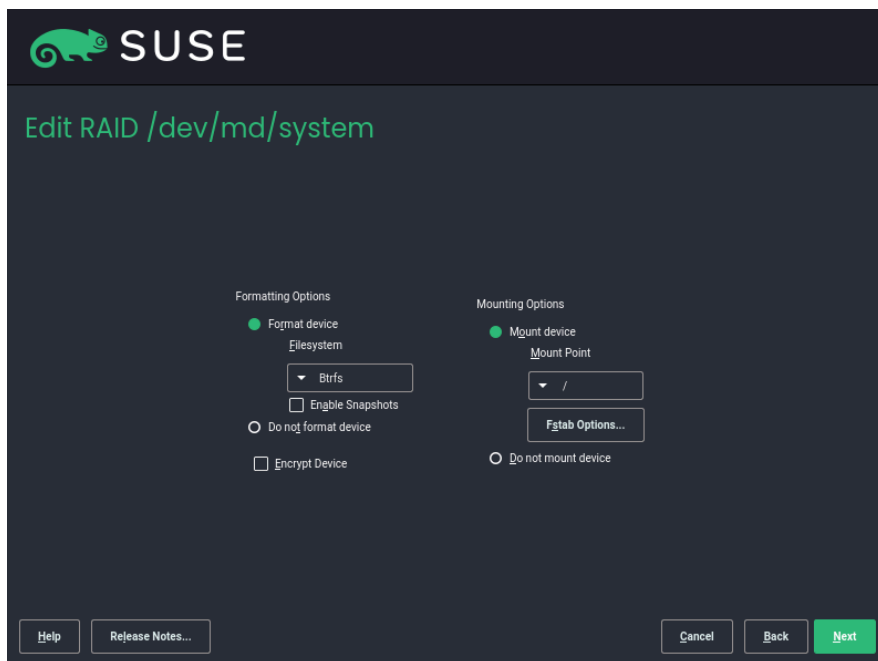 SUSE
Edit RAID /dev/md/system
Formatting Options
Format device
Filesystem
Btrfs
Enable Snapshots
Do not format device
Encrypt Device
Mounting Options
Mount device
Mount Point
/
Fstab Options...
Do not mount device
Help
Release Notes...
Cancel
Back
Next